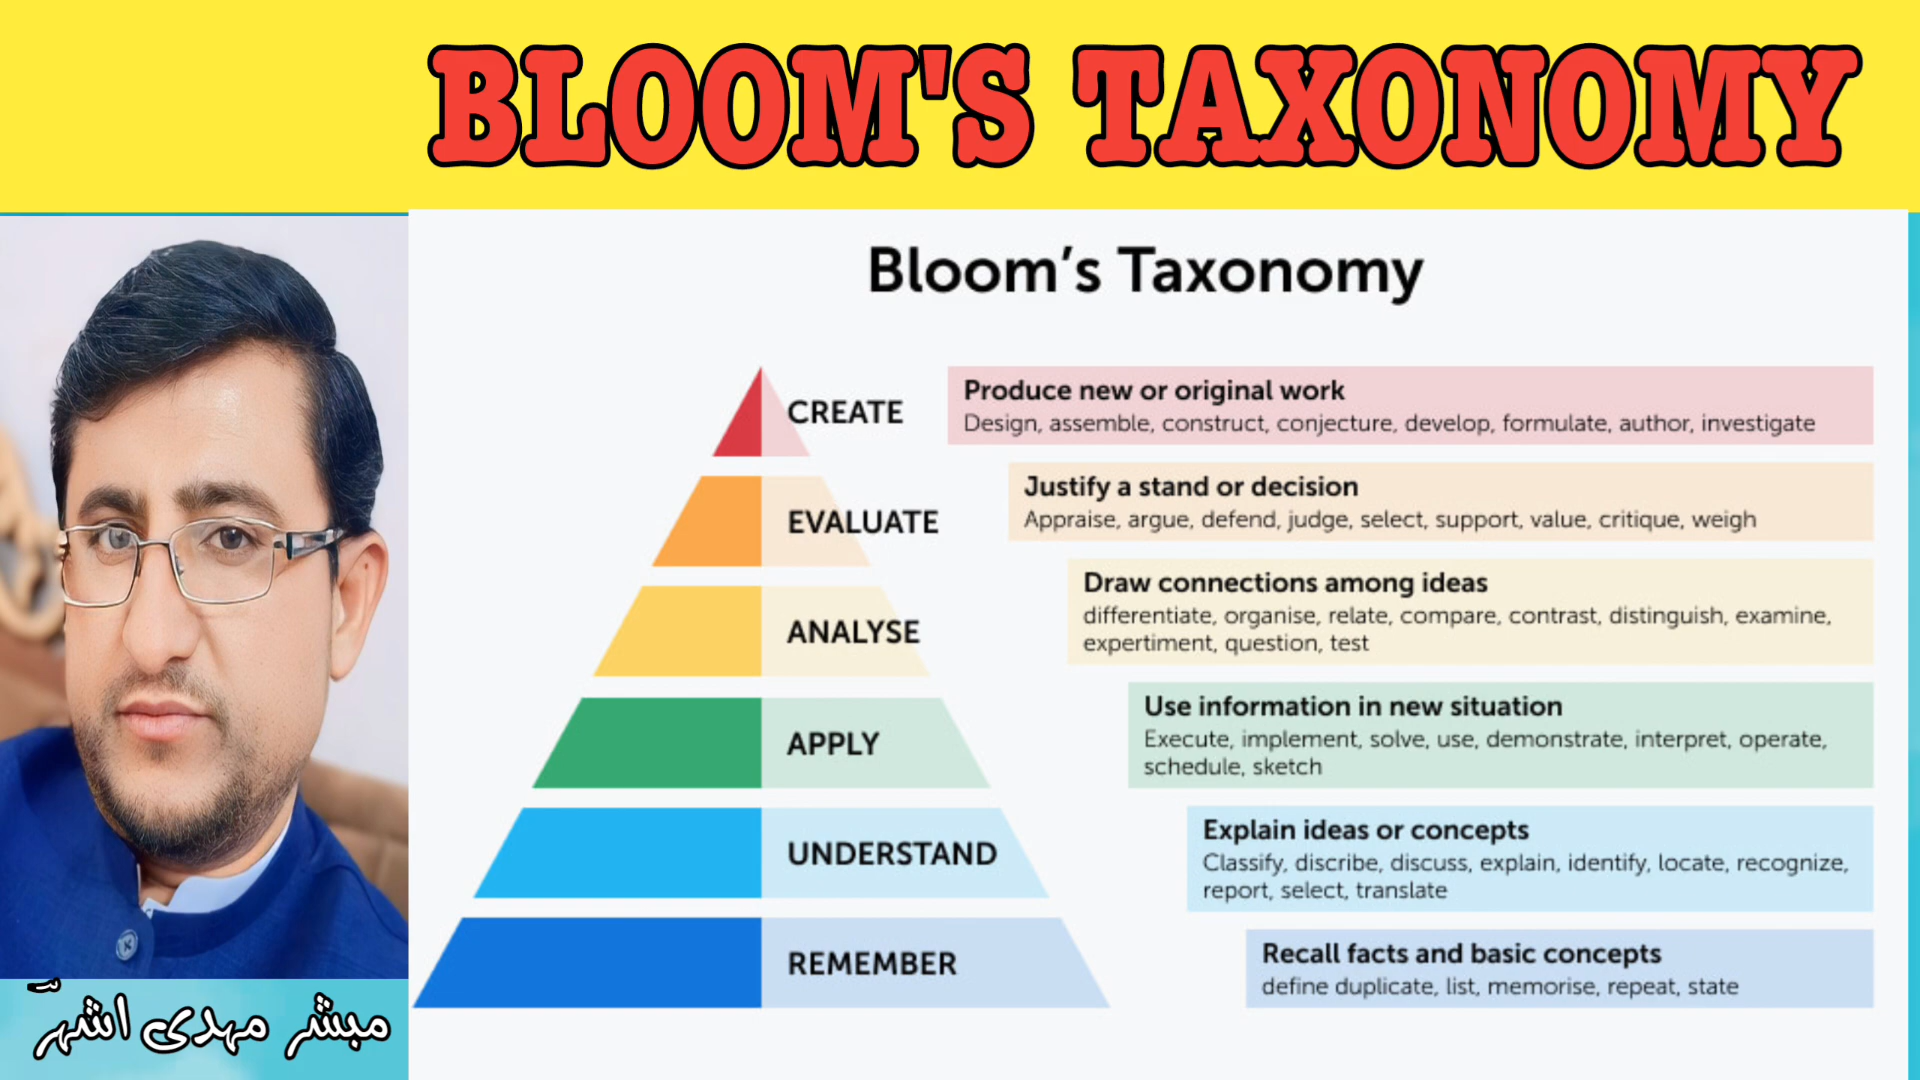 BLOOM'S TAXONOMY
Bloom's Taxonomy
CREATE
Produce new or original work
Design, assemble, construct, conjecture, develop, formulate, author, investigate
EVALUATE
Justify a stand or decision
Appraise, argue, defend, judge, select, support, value, critique, weigh
ANALYSE
Draw connections among ideas
differentiate, organise, relate, compare, contrast, distinguish, examine,
expertiment, question, test
APPLY
Use information in new situation
Execute, implement, solve, use, demonstrate, interpret, operate,
schedule, sketch
UNDERSTAND
Explain ideas or concepts
Classify, discribe, discuss, explain, identify, locate, recognize,
report, select, translate
REMEMBER
Recall facts and basic concepts
define duplicate, list, memorise, repeat, state
مبشر مہدی اشہر